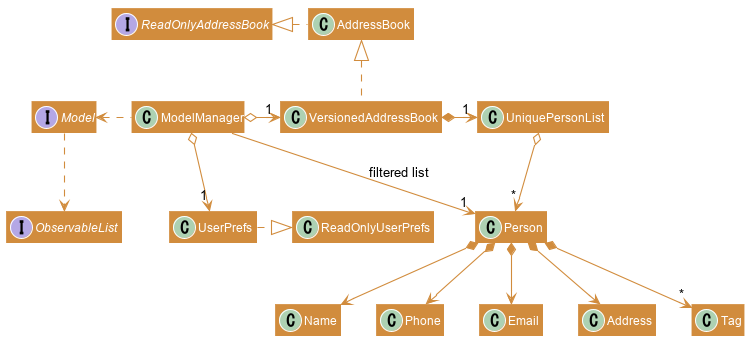 I ReadOnlyAddressBook
C AddressBook
I Model
C ModelManager
1
C VersionedAddressBook
1
C UniquePersonList
filtered list
1
1
*
I ObservableList
C UserPrefs
C ReadOnlyUserPrefs
C Person
*
C Name
C Phone
C Email
C Address
C Tag